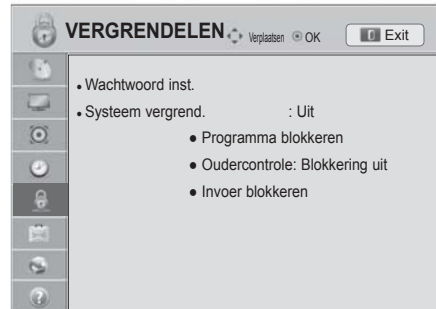 VERGRENDELEN Verplaatsen OK Exit
• Wachtwoord inst.
• Systeem vergrend. : Uit
● Programma blokkeren
● Oudercontrole: Blokkering uit
● Invoer blokkeren